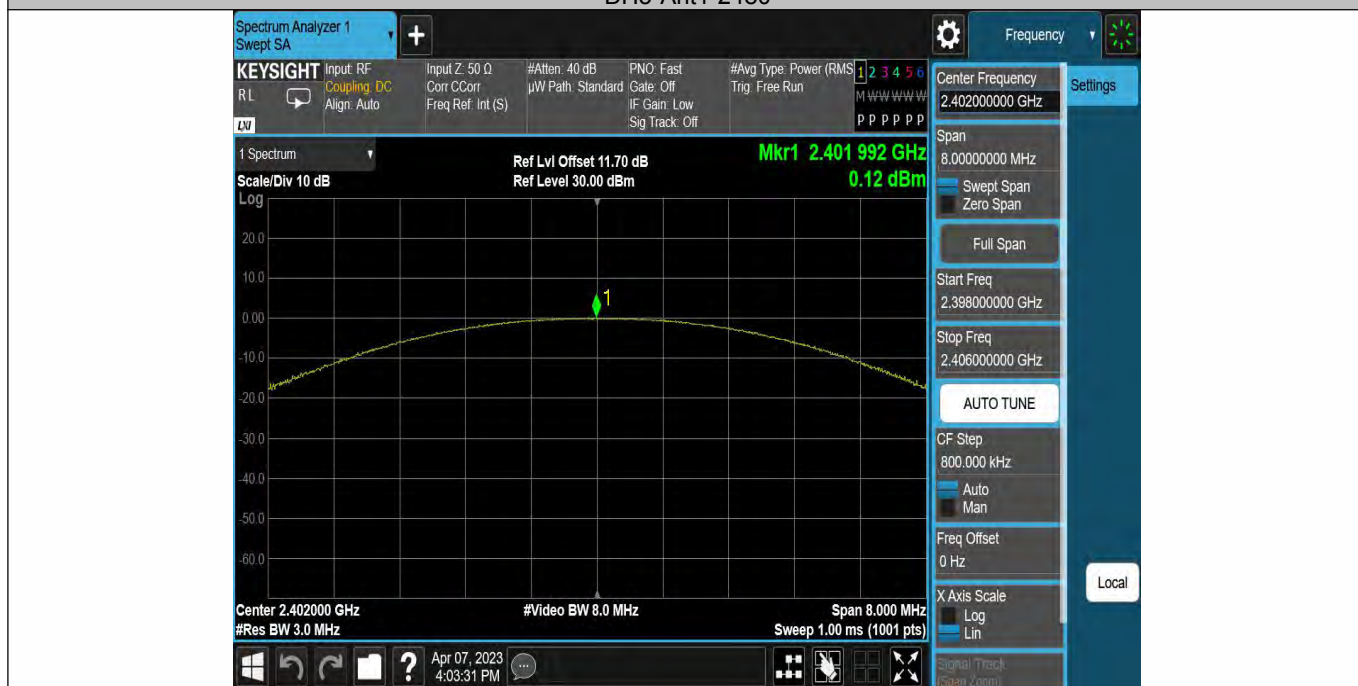 Spectrum Analyzer 1
Swept SA
+
Frequency
KEYSIGHT
RL
LXI
Input: RF
Coupling: DC
Align: Auto
Input Z: 50 Ω
Corr CCorr
Freq Ref: Int (S)
#Atten: 40 dB
µW Path: Standard
PNO: Fast
Gate: Off
IF Gain: Low
Sig Track: Off
#Avg Type: Power (RMS
Trig: Free Run
1 2 3 4 5 6
M W W W W W
P P P P P P
1 Spectrum
Scale/Div 10 dB
Log
Ref Lvl Offset 11.70 dB
Ref Level 30.00 dBm
Mkr1 2.401 992 GHz
0.12 dBm
20.0
10.0
1
0.00
-10.0
-20.0
-30.0
-40.0
-50.0
-60.0
Center 2.402000 GHz
#Res BW 3.0 MHz
#Video BW 8.0 MHz
Span 8.000 MHz
Sweep 1.00 ms (1001 pts)
Apr 07, 2023
4:03:31 PM
Center Frequency
2.402000000 GHz
Settings
Span
8.00000000 MHz
Swept Span
Zero Span
Full Span
Start Freq
2.398000000 GHz
Stop Freq
2.406000000 GHz
AUTO TUNE
CF Step
800.000 kHz
Auto
Man
Freq Offset
0 Hz
X Axis Scale
Log
Lin
Local
Signal Track
(Span Zoom)